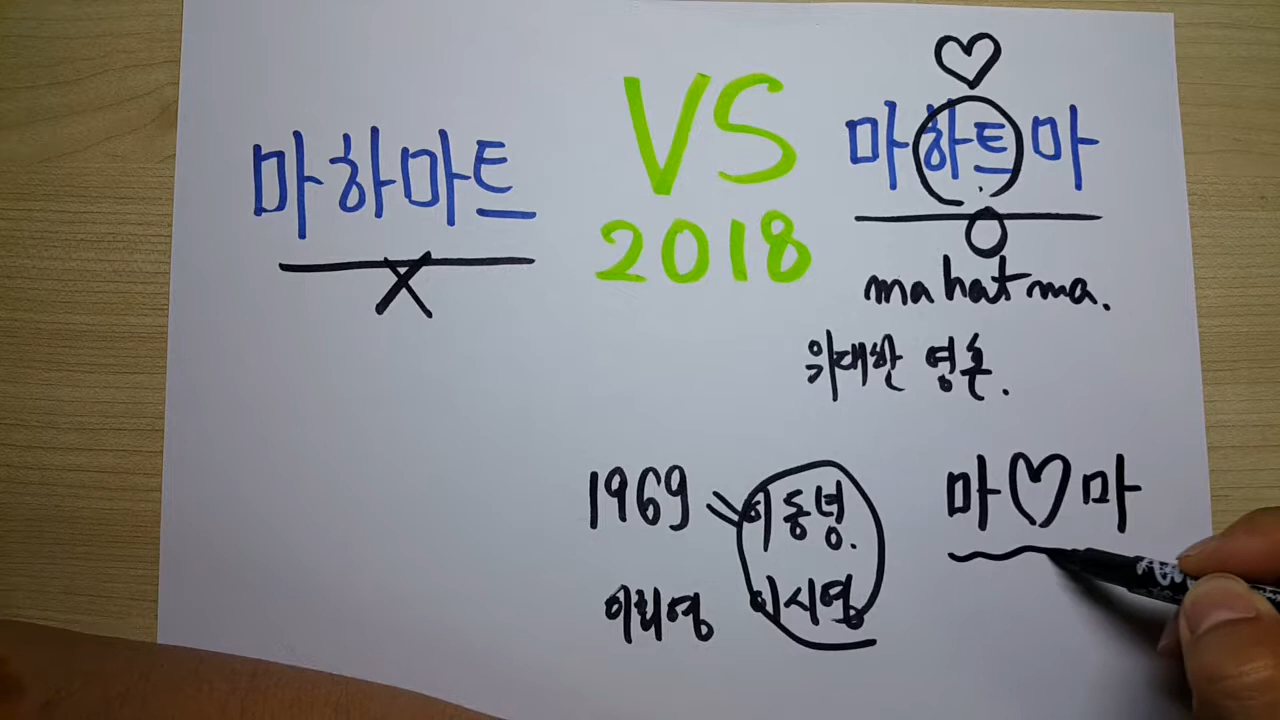 마하마트 VS 마하트마
X 2018 O
mahatma.
위대한 영혼.
1969 이동녕. 마♡마
이회영 이시영